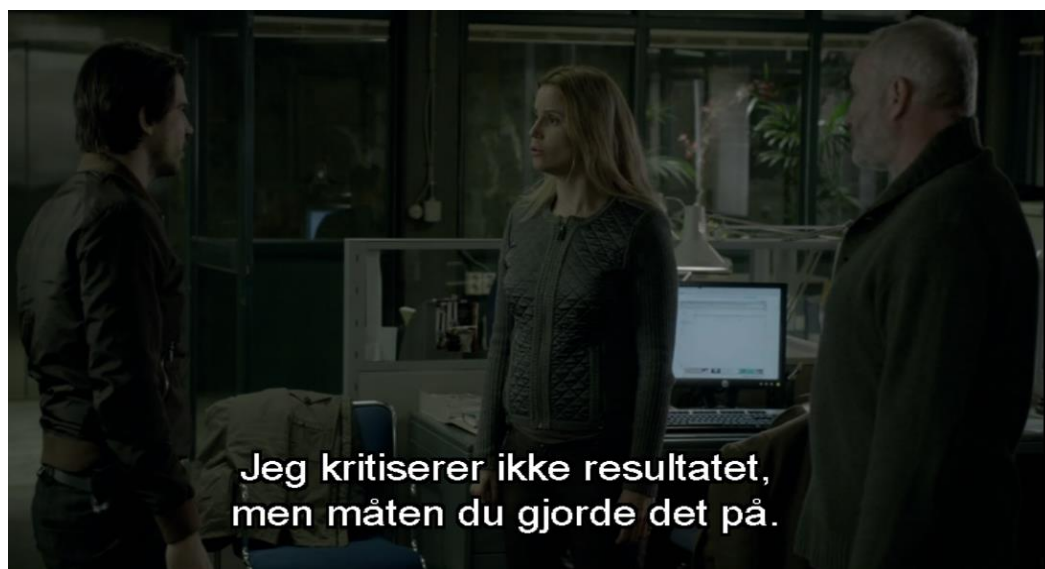 Jeg kritiserer ikke resultatet,
men måten du gjorde det på.